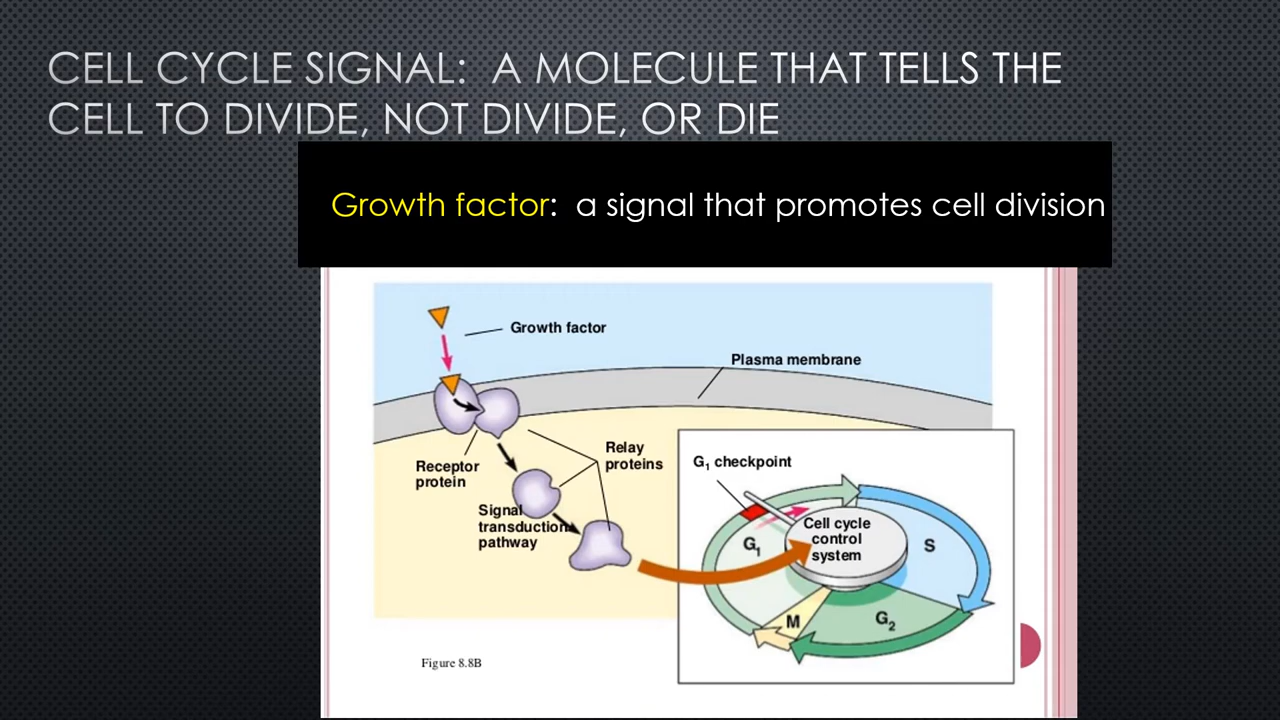 CELL CYCLE SIGNAL:  A MOLECULE THAT TELLS THE
CELL TO DIVIDE, NOT DIVIDE, OR DIE
Growth factor:  a signal that promotes cell division
Growth factor
Plasma membrane
Receptor
protein
Relay
proteins
Signal
transduction
pathway
G1 checkpoint
Cell cycle
control
system
G1
S
M
G2
Figure 8.8B